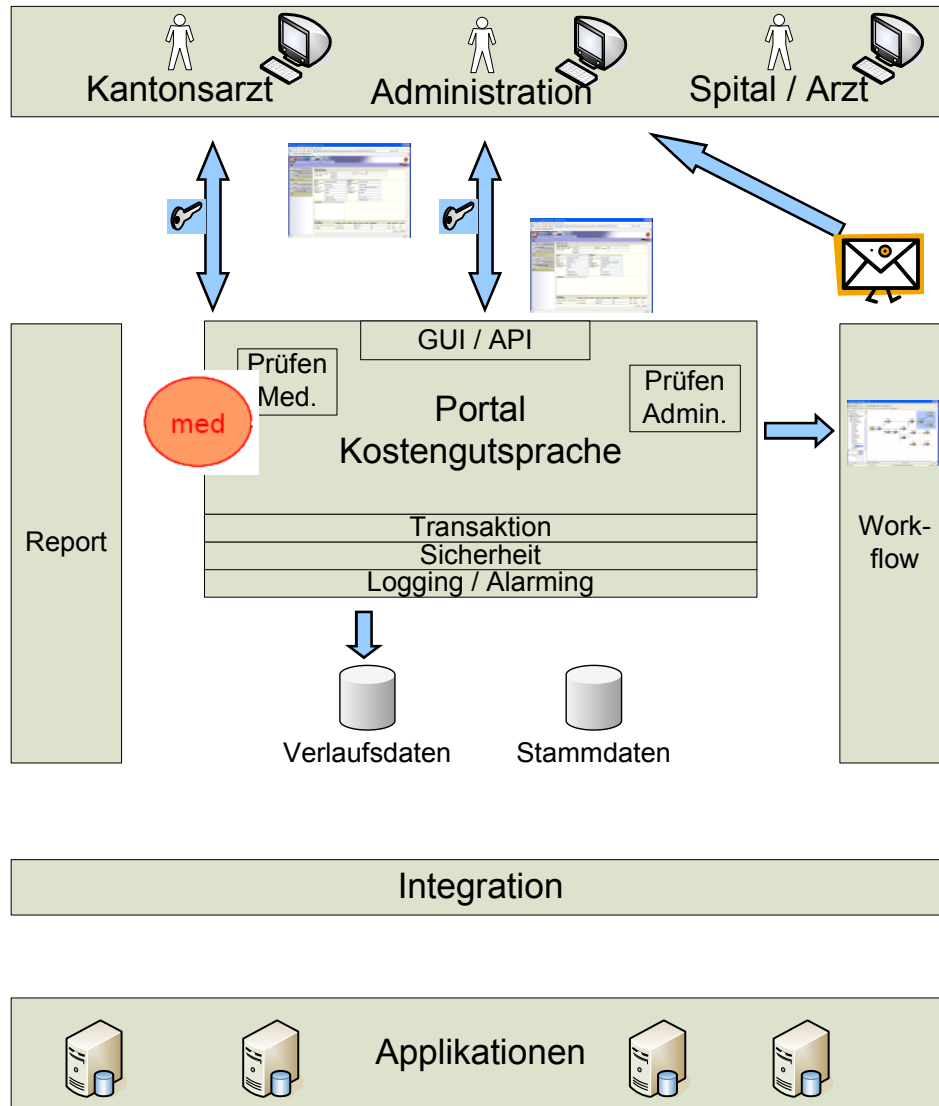 Kantonsarzt
Administration
Spital / Arzt
GUI / API
Prüfen
Med.
Prüfen
Admin.
med
Portal
Kostengutsprache
Report
Work-
flow
Transaktion
Sicherheit
Logging / Alarming
Verlaufsdaten
Stammdaten
Integration
Applikationen